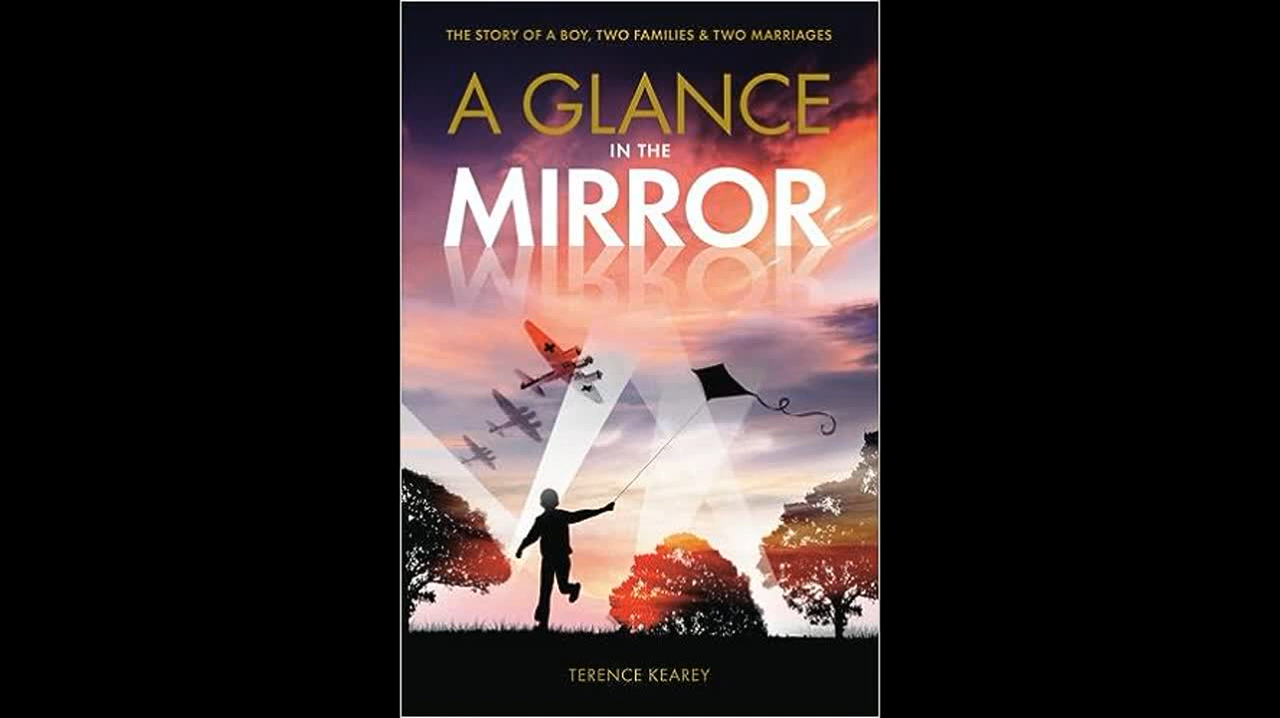 THE STORY OF A BOY, TWO FAMILIES & TWO MARRIAGES
A GLANCE
IN THE
MIRROR
TERENCE KEAREY